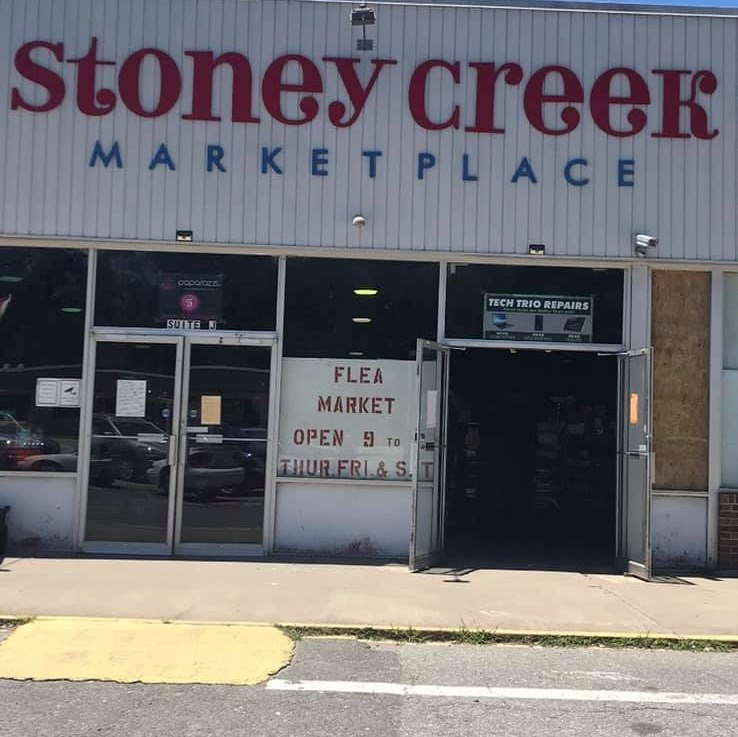 stoney creek
MARKETPLACE
paparazzi
SUITE J
TECH TRIO REPAIRS
FLEA
MARKET
OPEN 9 TO
THUR,FRI & S T